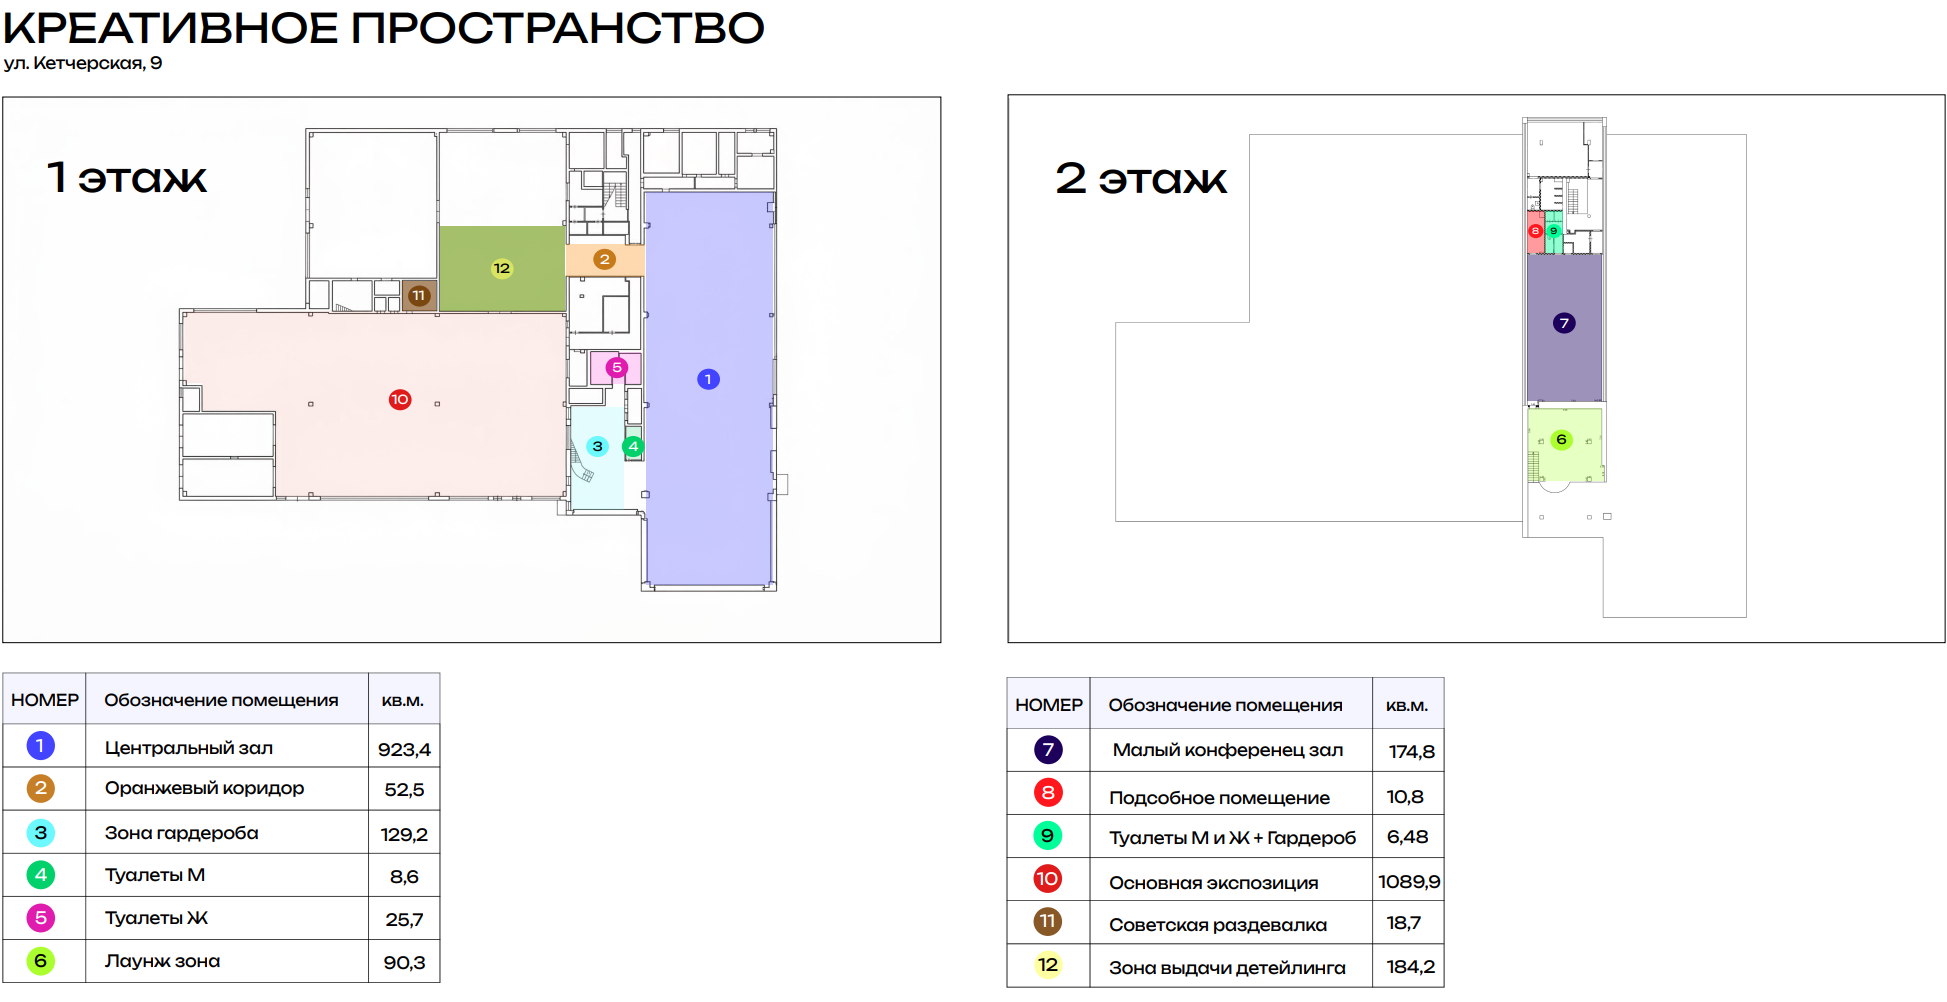 КРЕАТИВНОЕ ПРОСТРАНСТВО
ул. Кетчерская, 9
1 этаж
12
2
11
5
1
10
3
4
2 этаж
8
9
7
6
НОМЕР Обозначение помещения кв.м.
1 Центральный зал 923,4
2 Оранжевый коридор 52,5
3 Зона гардероба 129,2
4 Туалеты М 8,6
5 Туалеты Ж 25,7
6 Лаунж зона 90,3
НОМЕР Обозначение помещения кв.м.
7 Малый конференец зал 174,8
8 Подсобное помещение 10,8
9 Туалеты М и Ж + Гардероб 6,48
10 Основная экспозиция 1089,9
11 Советская раздевалка 18,7
12 Зона выдачи детейлинга 184,2